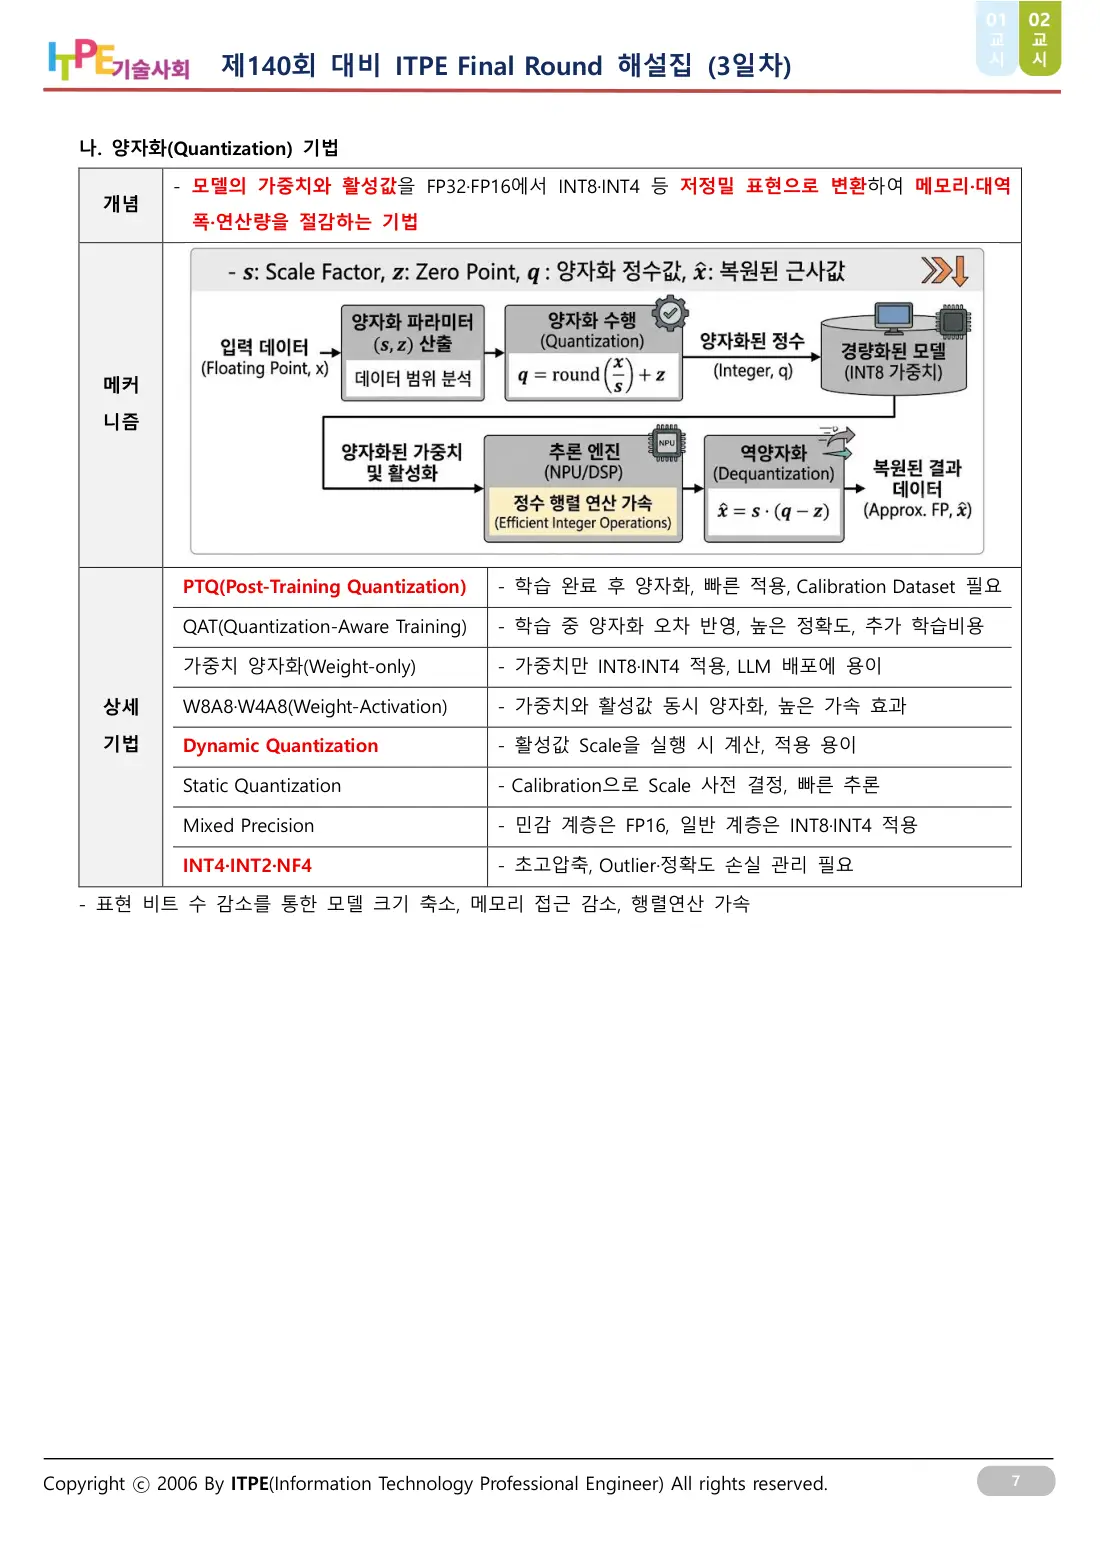 01
교
시
02
교
시
ITPE기술사회 제140회 대비 ITPE Final Round 해설집 (3일차)
나. 양자화(Quantization) 기법
개념
- 모델의 가중치와 활성값을 FP32·FP16에서 INT8·INT4 등 저정밀 표현으로 변환하여 메모리·대역
폭·연산량을 절감하는 기법
메커
니즘
- s: Scale Factor, z: Zero Point, q : 양자화 정수값, x̂: 복원된 근사값
입력 데이터
(Floating Point, x)
양자화 파라미터
(s, z) 산출
데이터 범위 분석
양자화 수행
(Quantization)
q = round(x/s) + z
양자화된 정수
(Integer, q)
경량화된 모델
(INT8 가중치)
양자화된 가중치
및 활성화
추론 엔진
(NPU/DSP)
NPU
정수 행렬 연산 가속
(Efficient Integer Operations)
역양자화
(Dequantization)
x̂ = s · (q − z)
복원된 결과
데이터
(Approx. FP, x̂)
상세
기법
PTQ(Post-Training Quantization) - 학습 완료 후 양자화, 빠른 적용, Calibration Dataset 필요
QAT(Quantization-Aware Training) - 학습 중 양자화 오차 반영, 높은 정확도, 추가 학습비용
가중치 양자화(Weight-only) - 가중치만 INT8·INT4 적용, LLM 배포에 용이
W8A8·W4A8(Weight-Activation) - 가중치와 활성값 동시 양자화, 높은 가속 효과
Dynamic Quantization - 활성값 Scale을 실행 시 계산, 적용 용이
Static Quantization - Calibration으로 Scale 사전 결정, 빠른 추론
Mixed Precision - 민감 계층은 FP16, 일반 계층은 INT8·INT4 적용
INT4·INT2·NF4 - 초고압축, Outlier·정확도 손실 관리 필요
- 표현 비트 수 감소를 통한 모델 크기 축소, 메모리 접근 감소, 행렬연산 가속
Copyright ⓒ 2006 By ITPE(Information Technology Professional Engineer) All rights reserved.
7